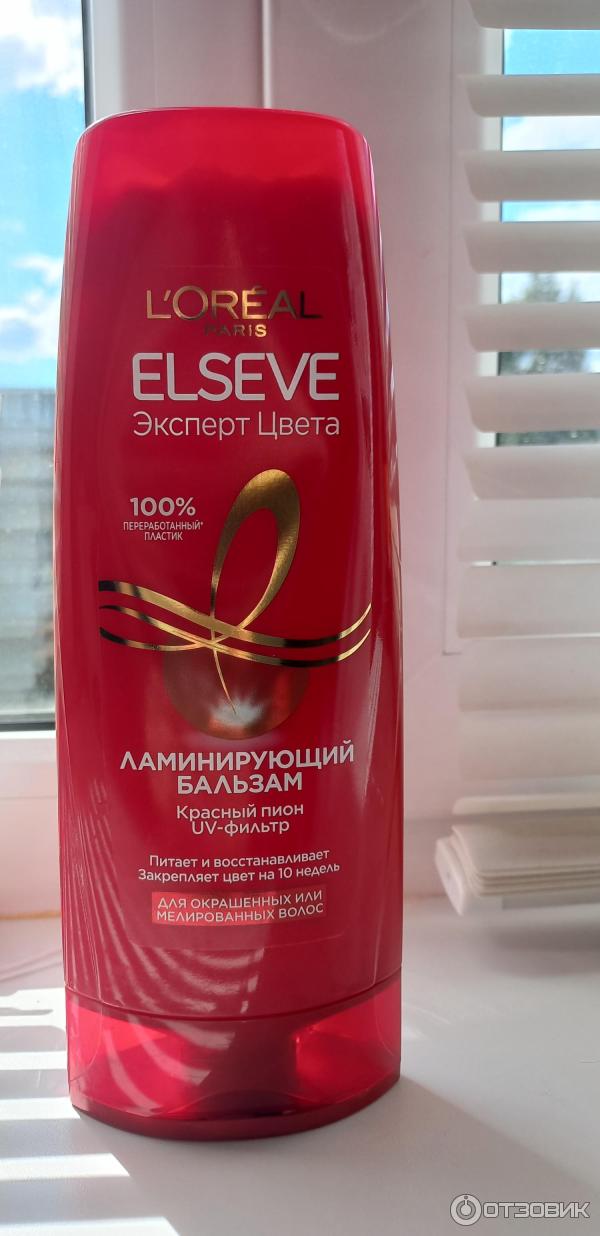 L'ORÉAL
PARIS
ELSEVE
Эксперт Цвета
100%
ПЕРЕРАБОТАННЫЙ*
ПЛАСТИК
ЛАМИНИРУЮЩИЙ
БАЛЬЗАМ
Красный пион
UV-фильтр
Питает и восстанавливает
Закрепляет цвет на 10 недель
ДЛЯ ОКРАШЕННЫХ ИЛИ
МЕЛИРОВАННЫХ ВОЛОС
ОТЗОВИК